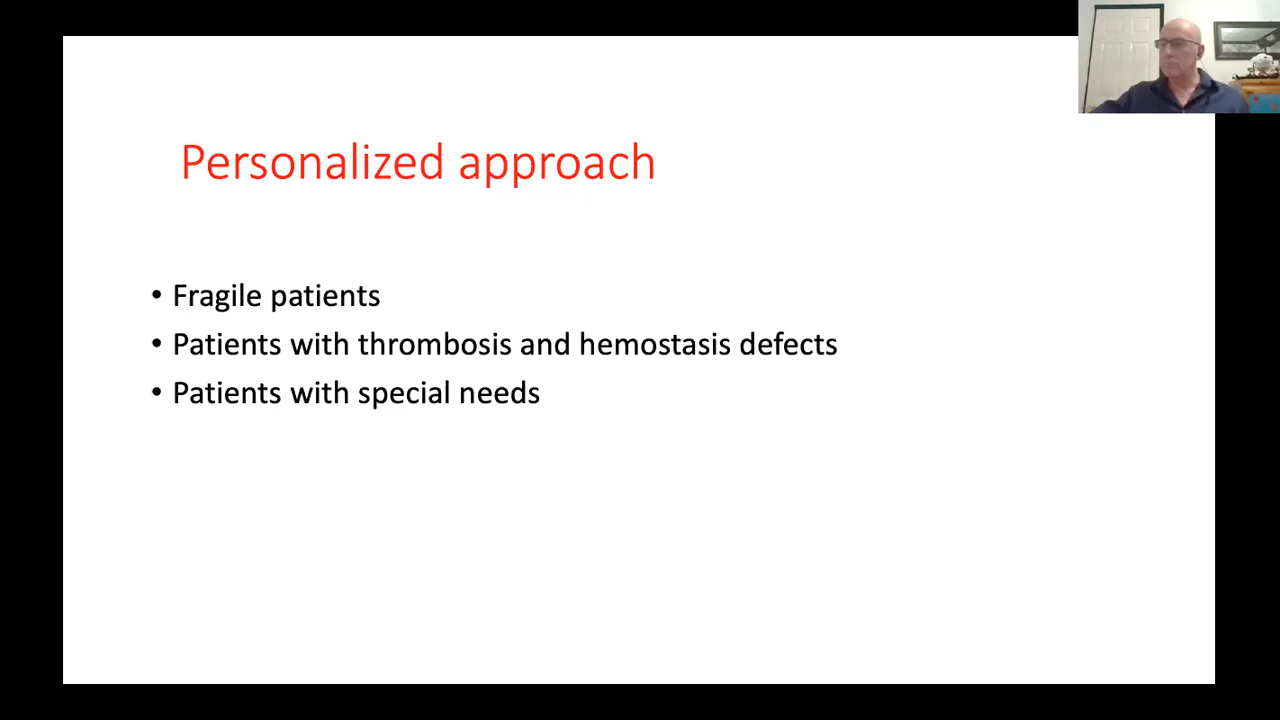 Personalized approach
• Fragile patients
• Patients with thrombosis and hemostasis defects
• Patients with special needs